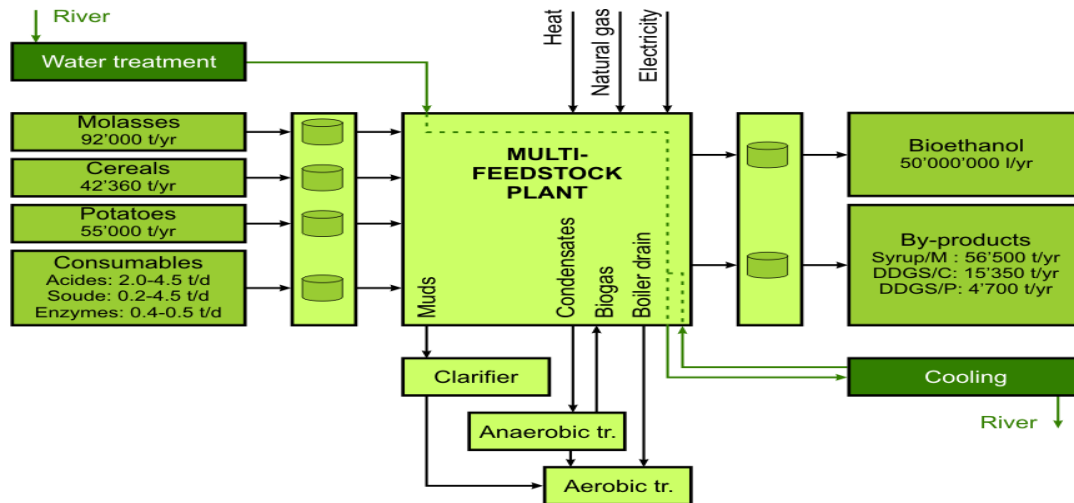 River
Water treatment
Heat
Natural gas
Electricity
Molasses
92’000 t/yr
Cereals
42’360 t/yr
Potatoes
55’000 t/yr
Consumables
Acides: 2.0-4.5 t/d
Soude: 0.2-4.5 t/d
Enzymes: 0.4-0.5 t/d
MULTI-
FEEDSTOCK
PLANT
Muds
Condensates
Biogas
Boiler drain
Bioethanol
50’000’000 l/yr
By-products
Syrup/M : 56’500 t/yr
DDGS/C: 15’350 t/yr
DDGS/P: 4’700 t/yr
Clarifier
Anaerobic tr.
Aerobic tr.
Cooling
River